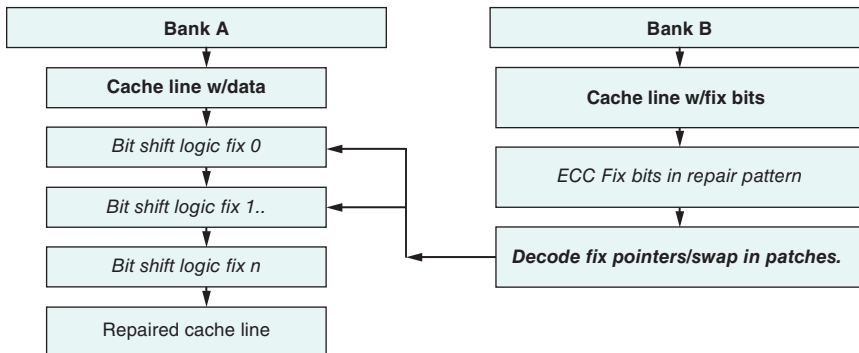 Bank A
Cache line w/data
Bit shift logic fix 0
Bit shift logic fix 1..
Bit shift logic fix n
Repaired cache line
Bank B
Cache line w/fix bits
ECC Fix bits in repair pattern
Decode fix pointers/swap in patches.